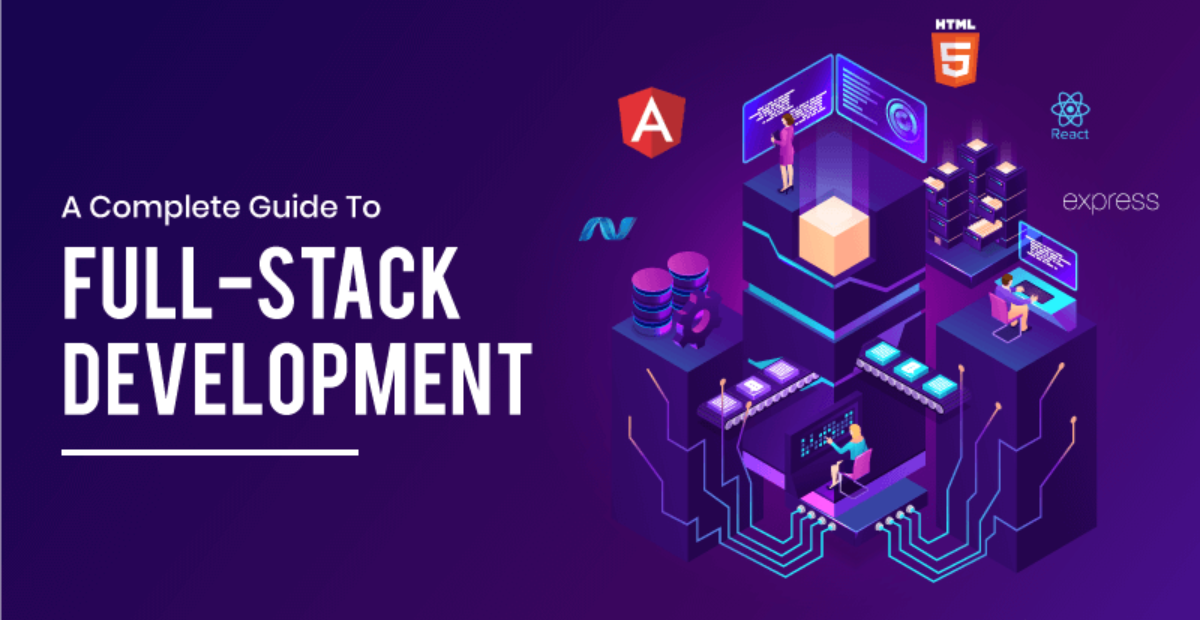 A Complete Guide To
FULL-STACK
DEVELOPMENT
HTML
5
A
React
express